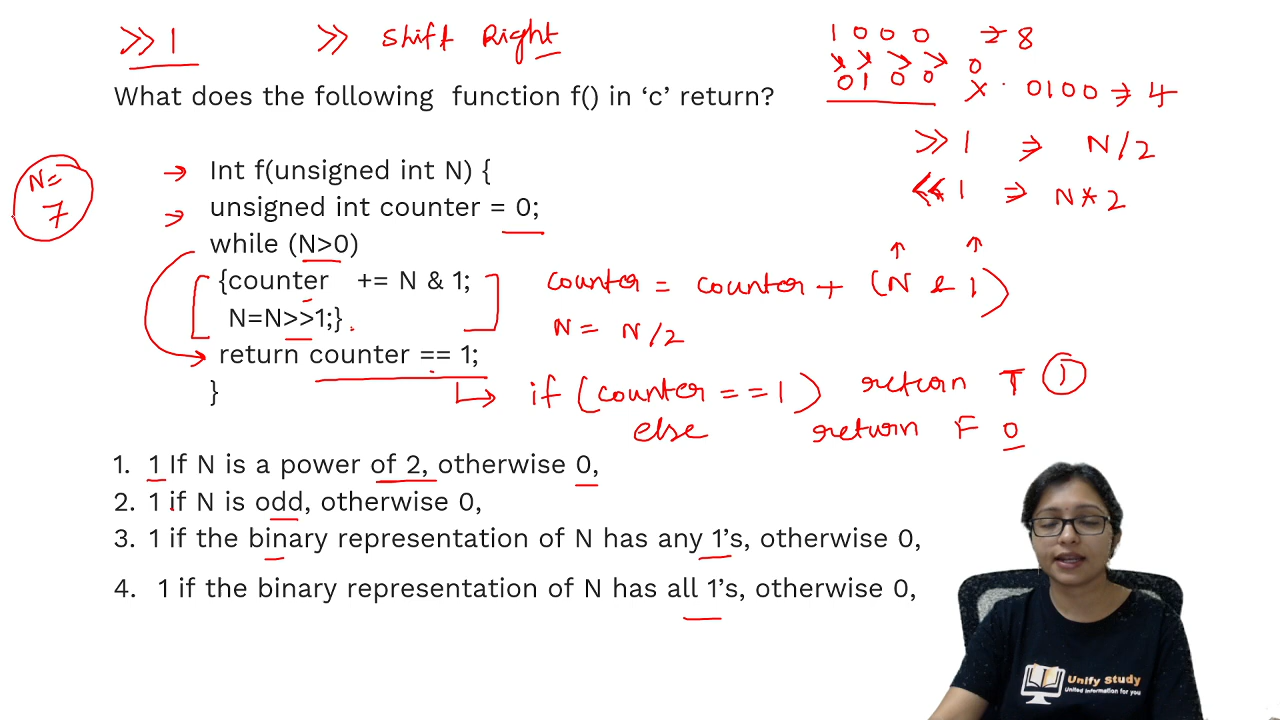 >> 1 >> Shift Right
1 0 0 0 → 8
0 1 0 0 0
X . 0100 ⇒ 4
What does the following function f() in ‘c’ return?
>> 1 ⇒ N/2
<< 1 ⇒ N * 2
N=
7
→ Int f(unsigned int N) {
→ unsigned int counter = 0;
while (N>0)
{counter += N & 1; counter = counter + (N & 1)
N=N>>1;} N = N/2
return counter == 1;
}
if (counter == 1) return T 1
else return F 0
1. 1 If N is a power of 2, otherwise 0,
2. 1 if N is odd, otherwise 0,
3. 1 if the binary representation of N has any 1’s, otherwise 0,
4. 1 if the binary representation of N has all 1’s, otherwise 0,
Unify Study
United information for you